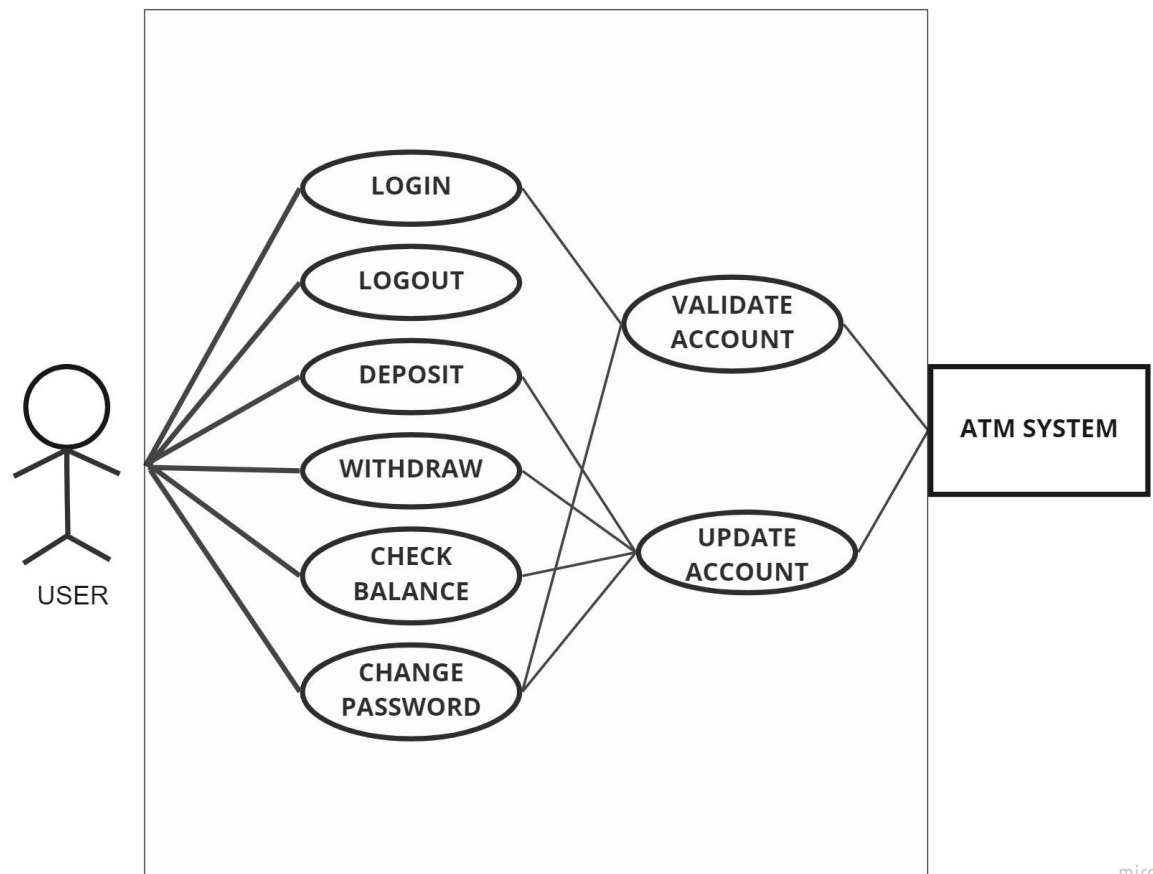 LOGIN
LOGOUT
DEPOSIT
WITHDRAW
CHECK
BALANCE
CHANGE
PASSWORD
VALIDATE
ACCOUNT
UPDATE
ACCOUNT
ATM SYSTEM
USER